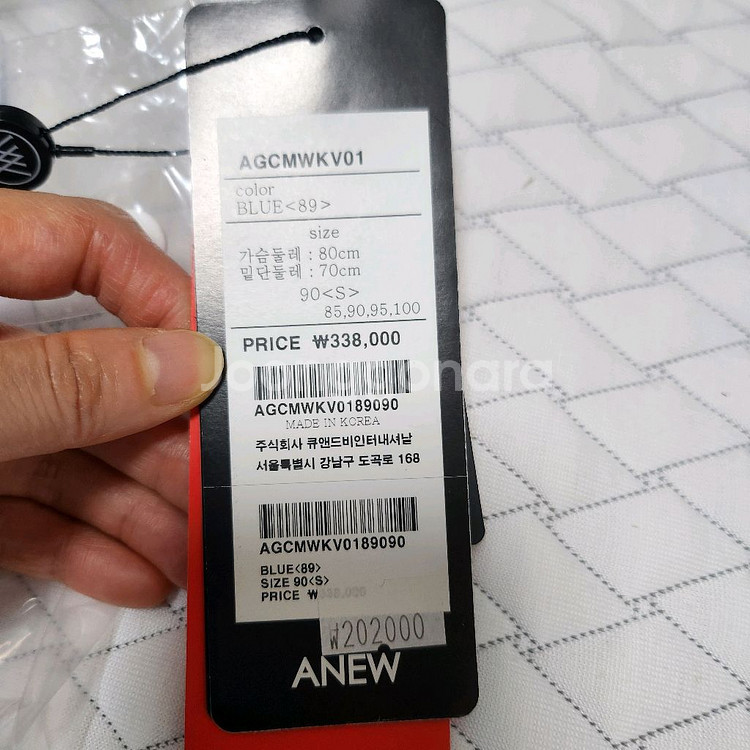 AGCMWKV01
color
BLUE<89>
size
가슴둘레 : 80cm
밑단둘레 : 70cm
90<S>
85,90,95,100
PRICE ₩338,000
Joonggonara
AGCMWKV0189090
MADE IN KOREA
주식회사 큐앤드비인터내셔날
서울특별시 강남구 도곡로 168
AGCMWKV0189090
BLUE<89>
SIZE 90<S>
PRICE ₩338,000
₩202000
ANEW